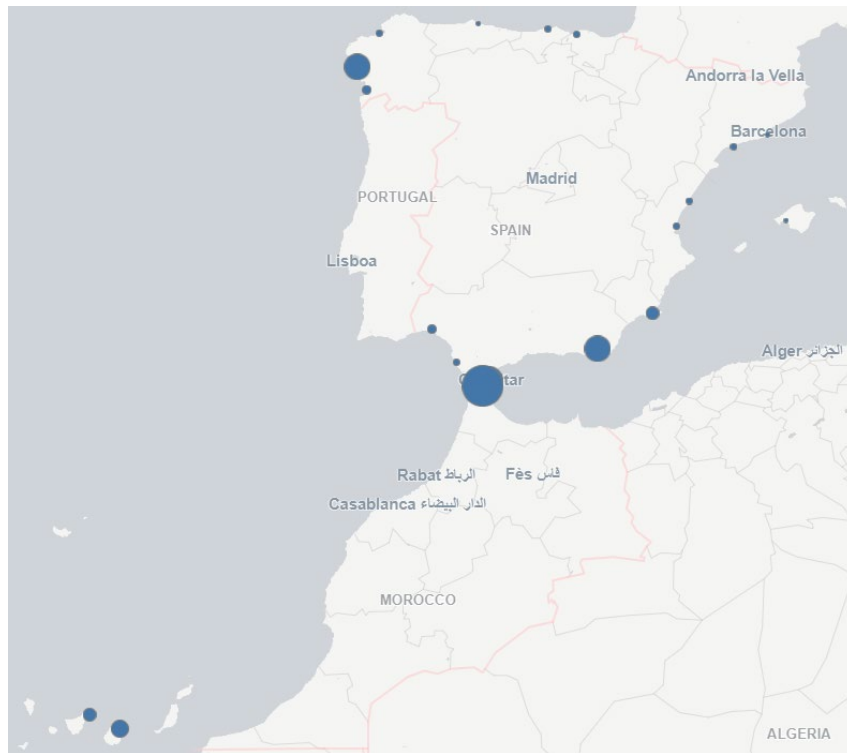 Andorra la Vella
Barcelona
Madrid
PORTUGAL
SPAIN
Lisboa
Alger الجزائر
Rabat الرباط
Fès فاس
Casablanca الدار البيضاء
MOROCCO
ALGERIA